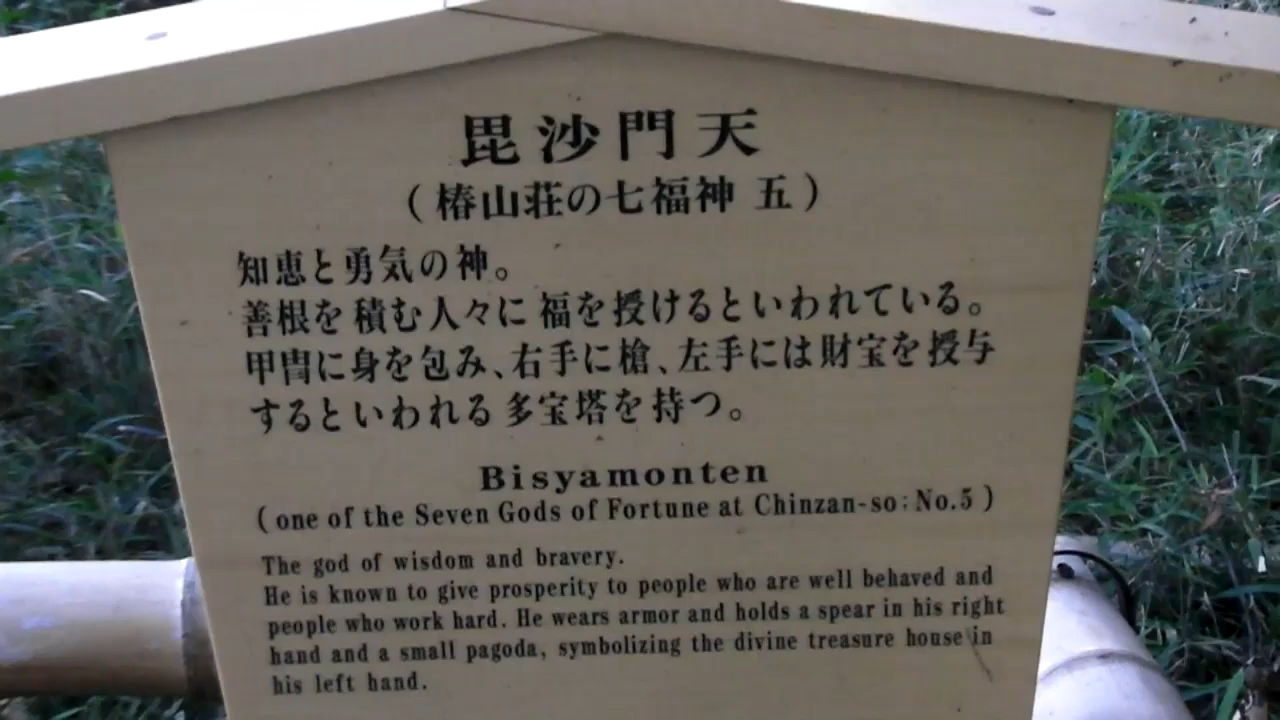 毘沙門天
（椿山荘の七福神 五）
知恵と勇気の神。
善根を積む人々に福を授けるといわれている。
甲冑に身を包み、右手に槍、左手には財宝を授与
するといわれる多宝塔を持つ。
Bisyamonten
(one of the Seven Gods of Fortune at Chinzan-so: No.5)
The god of wisdom and bravery.
He is known to give prosperity to people who are well behaved and
people who work hard. He wears armor and holds a spear in his right
hand and a small pagoda, symbolizing the divine treasure house in
his left hand.